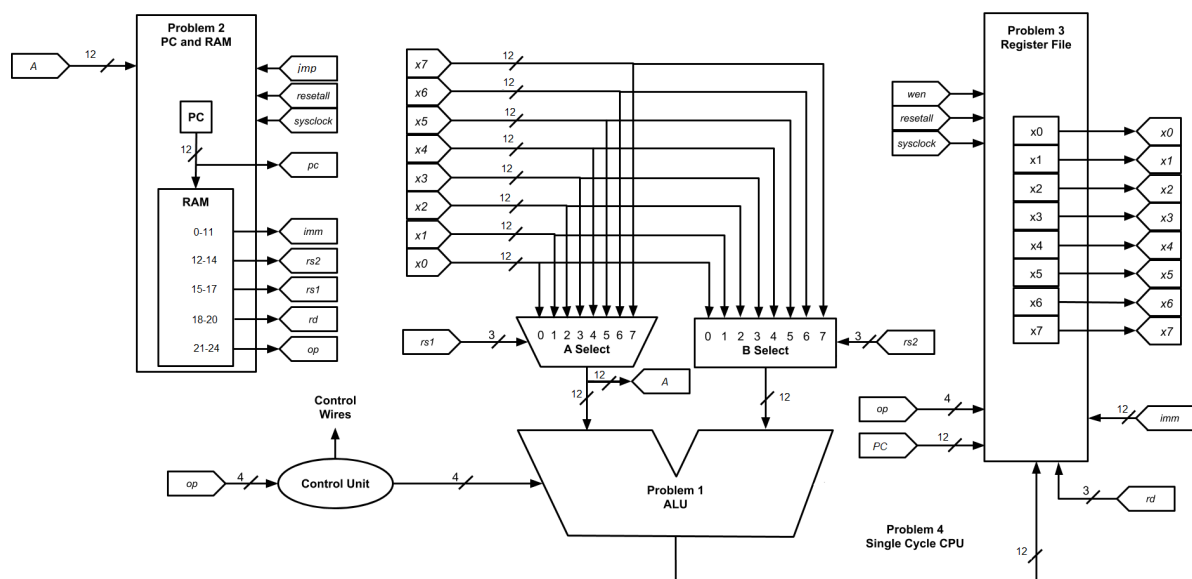 Problem 2
PC and RAM
A
12
jmp
resetall
sysclock
PC
12
pc
RAM
0-11
imm
12-14
rs2
15-17
rs1
18-20
rd
21-24
op
x7
12
x6
12
x5
12
x4
12
x3
12
x2
12
x1
12
x0
12
rs1
3
0 1 2 3 4 5 6 7
A Select
0 1 2 3 4 5 6 7
B Select
3
rs2
12
A
12
12
Control
Wires
op
4
Control Unit
4
Problem 1
ALU
Problem 3
Register File
wen
resetall
sysclock
x0
x0
x1
x1
x2
x2
x3
x3
x4
x4
x5
x5
x6
x6
x7
x7
op
4
PC
12
12
imm
3
rd
12
Problem 4
Single Cycle CPU